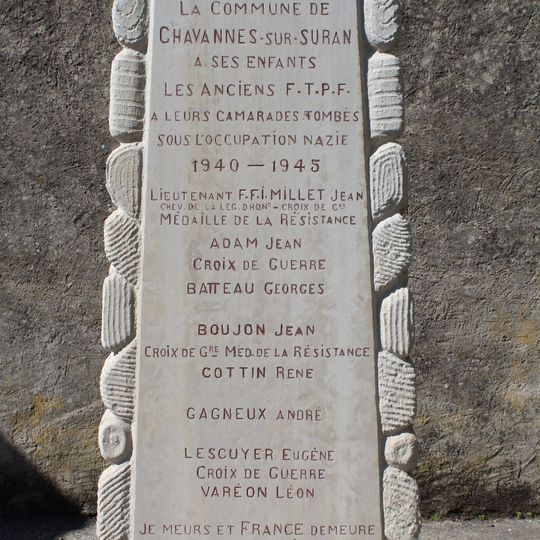 La Commune de
Chavannes-sur-Suran
a ses enfants
Les Anciens F.T.P.F.
a leurs camarades tombés
sous l'occupation nazie
1940 — 1945
Lieutenant F.F.I. MILLET Jean
Chev. de la Leg. d'Honr - Croix de Gre
Médaille de la Résistance
ADAM Jean
Croix de Guerre
BATTEAU Georges
BOUJON Jean
Croix de Gre Med. de la Résistance
COTTIN Rene
GAGNEUX André
LESCUYER Eugène
Croix de Guerre
VARÉON Léon
Je meurs et France demeure